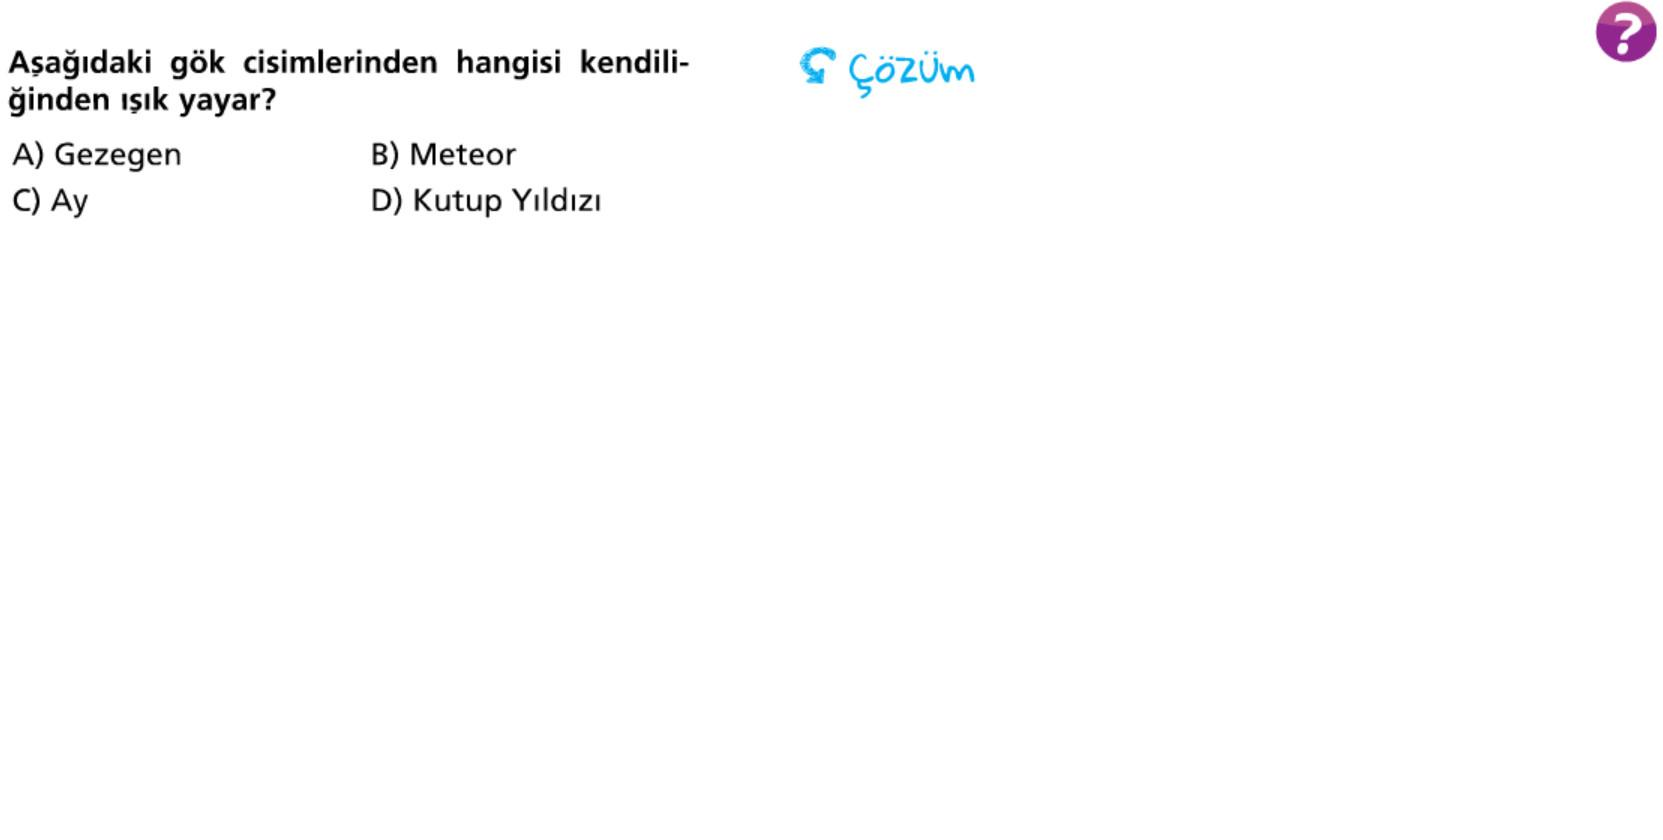 Aşağıdaki gök cisimlerinden hangisi kendili-
ğinden ışık yayar?
A) Gezegen B) Meteor
C) Ay D) Kutup Yıldızı
Çözüm
?